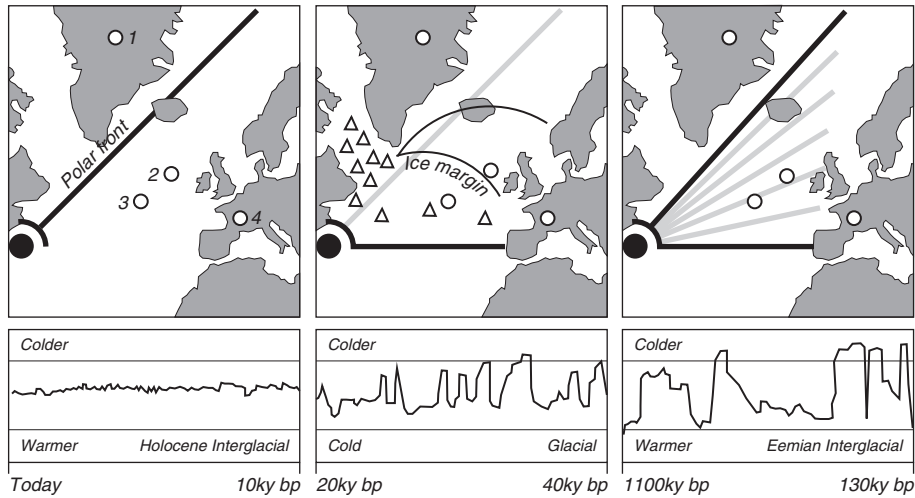 1
Polar front
2
3
4
Ice margin
Colder
Warmer Holocene Interglacial
Today 10ky bp
Colder
Cold Glacial
20ky bp 40ky bp
Colder
Warmer Eemian Interglacial
1100ky bp 130ky bp